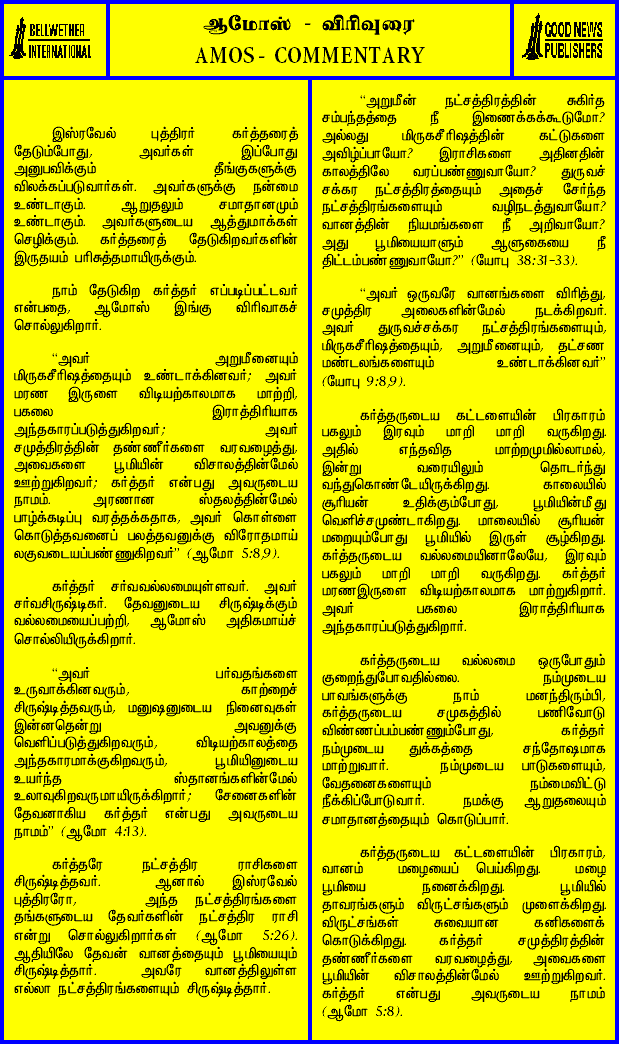 BELLWETHER
INTERNATIONAL
ஆமோஸ் - விரிவுரை
AMOS- COMMENTARY
GOOD NEWS
PUBLISHERS
இஸ்ரவேல் புத்திரர் கர்த்தரைத்
தேடும்போது, அவர்கள் இப்போது
அனுபவிக்கும் தீங்குகளுக்கு
விலக்கப்படுவார்கள். அவர்களுக்கு நன்மை
உண்டாகும். ஆறுதலும் சமாதானமும்
உண்டாகும். அவர்களுடைய ஆத்துமாக்கள்
செழிக்கும். கர்த்தரைத் தேடுகிறவர்களின்
இருதயம் பரிசுத்தமாயிருக்கும்.
நாம் தேடுகிற கர்த்தர் எப்படிப்பட்டவர்
என்பதை, ஆமோஸ் இங்கு விரிவாகச்
சொல்லுகிறார்.
“அவர் அறுமீனையும்
மிருகசீரிஷத்தையும் உண்டாக்கினவர்; அவர்
மரண இருளை விடியற்காலமாக மாற்றி,
பகலை இராத்திரியாக
அந்தகாரப்படுத்துகிறவர்; அவர்
சமுத்திரத்தின் தண்ணீர்களை வரவழைத்து,
அவைகளை பூமியின் விசாலத்தின்மேல்
ஊற்றுகிறவர்; கர்த்தர் என்பது அவருடைய
நாமம். அரணான ஸ்தலத்தின்மேல்
பாழ்க்கடிப்பு வரத்தக்கதாக, அவர் கொள்ளை
கொடுத்தவனைப் பலத்தவனுக்கு விரோதமாய்
லகுவடையப்பண்ணுகிறவர்” (ஆமோ 5:8,9).
கர்த்தர் சர்வவல்லமையுள்ளவர். அவர்
சர்வசிருஷ்டிகர். தேவனுடைய சிருஷ்டிக்கும்
வல்லமையைப்பற்றி, ஆமோஸ் அதிகமாய்ச்
சொல்லியிருக்கிறார்.
“அவர் பர்வதங்களை
உருவாக்கினவரும், காற்றைச்
சிருஷ்டித்தவரும், மனுஷனுடைய நினைவுகள்
இன்னதென்று அவனுக்கு
வெளிப்படுத்துகிறவரும், விடியற்காலத்தை
அந்தகாரமாக்குகிறவரும், பூமியினுடைய
உயர்ந்த ஸ்தானங்களின்மேல்
உலாவுகிறவருமாயிருக்கிறார்; சேனைகளின்
தேவனாகிய கர்த்தர் என்பது அவருடைய
நாமம்” (ஆமோ 4:13).
கர்த்தரே நட்சத்திர ராசிகளை
சிருஷ்டித்தவர். ஆனால் இஸ்ரவேல்
புத்திரரோ, அந்த நட்சத்திரங்களை
தங்களுடைய தேவர்களின் நட்சத்திர ராசி
என்று சொல்லுகிறார்கள் (ஆமோ 5:26).
ஆதியிலே தேவன் வானத்தையும் பூமியையும்
சிருஷ்டித்தார். அவரே வானத்திலுள்ள
எல்லா நட்சத்திரங்களையும் சிருஷ்டித்தார்.
“அறுமீன் நட்சத்திரத்தின் சுகிர்த
சம்பந்தத்தை நீ இணைக்கக்கூடுமோ?
அல்லது மிருகசீரிஷத்தின் கட்டுகளை
அவிழ்ப்பாயோ? இராசிகளை அதினதின்
காலத்திலே வரப்பண்ணுவாயோ? துருவச்
சக்கர நட்சத்திரத்தையும் அதைச் சேர்ந்த
நட்சத்திரங்களையும் வழிநடத்துவாயோ?
வானத்தின் நியமங்களை நீ அறிவாயோ?
அது பூமியையாளும் ஆளுகையை நீ
திட்டம்பண்ணுவாயோ?” (யோபு 38:31-33).
“அவர் ஒருவரே வானங்களை விரித்து,
சமுத்திர அலைகளின்மேல் நடக்கிறவர்.
அவர் துருவச்சக்கர நட்சத்திரங்களையும்,
மிருகசீரிஷத்தையும், அறுமீனையும், தட்சண
மண்டலங்களையும் உண்டாக்கினவர்”
(யோபு 9:8,9).
கர்த்தருடைய கட்டளையின் பிரகாரம்
பகலும் இரவும் மாறி மாறி வருகிறது.
அதில் எந்தவித மாற்றமுமில்லாமல்,
இன்று வரையிலும் தொடர்ந்து
வந்துகொண்டேயிருக்கிறது. காலையில்
சூரியன் உதிக்கும்போது, பூமியின்மீது
வெளிச்சமுண்டாகிறது. மாலையில் சூரியன்
மறையும்போது பூமியில் இருள் சூழ்கிறது.
கர்த்தருடைய வல்லமையினாலேயே, இரவும்
பகலும் மாறி மாறி வருகிறது. கர்த்தர்
மரணஇருளை விடியற்காலமாக மாற்றுகிறார்.
அவர் பகலை இராத்திரியாக
அந்தகாரப்படுத்துகிறார்.
கர்த்தருடைய வல்லமை ஒருபோதும்
குறைந்துபோவதில்லை. நம்முடைய
பாவங்களுக்கு நாம் மனந்திரும்பி,
கர்த்தருடைய சமுகத்தில் பணிவோடு
விண்ணப்பம்பண்ணும்போது, கர்த்தர்
நம்முடைய துக்கத்தை சந்தோஷமாக
மாற்றுவார். நம்முடைய பாடுகளையும்,
வேதனைகளையும் நம்மைவிட்டு
நீக்கிப்போடுவார். நமக்கு ஆறுதலையும்
சமாதானத்தையும் கொடுப்பார்.
கர்த்தருடைய கட்டளையின் பிரகாரம்,
வானம் மழையைப் பெய்கிறது. மழை
பூமியை நனைக்கிறது. பூமியில்
தாவரங்களும் விருட்சங்களும் முளைக்கிறது.
விருட்சங்கள் சுவையான கனிகளைக்
கொடுக்கிறது. கர்த்தர் சமுத்திரத்தின்
தண்ணீர்களை வரவழைத்து, அவைகளை
பூமியின் விசாலத்தின்மேல் ஊற்றுகிறவர்.
கர்த்தர் என்பது அவருடைய நாமம்
(ஆமோ 5:8).